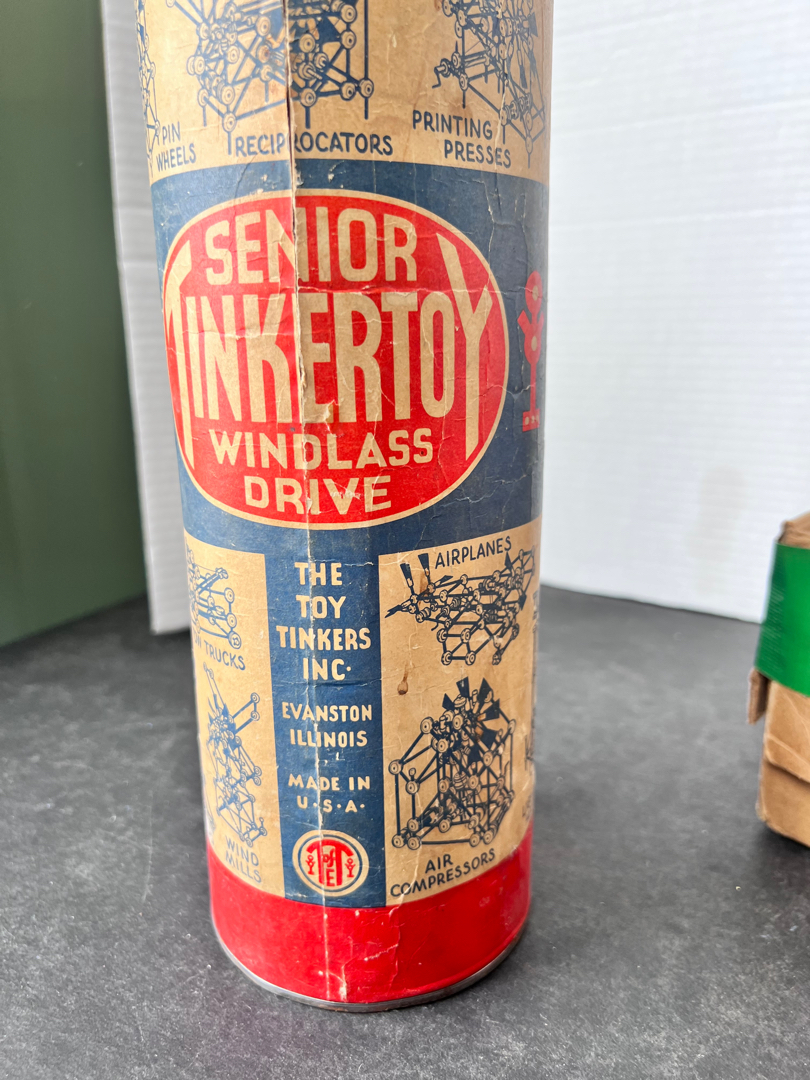 PIN
WHEELS
RECIPROCATORS
PRINTING
PRESSES
SENIOR
TINKERTOY
WINDLASS
DRIVE
THE
TOY
TINKERS
INC.
EVANSTON
ILLINOIS
MADE IN
U.S.A.
TRUCKS
WIND
MILLS
AIRPLANES
AIR
COMPRESSORS